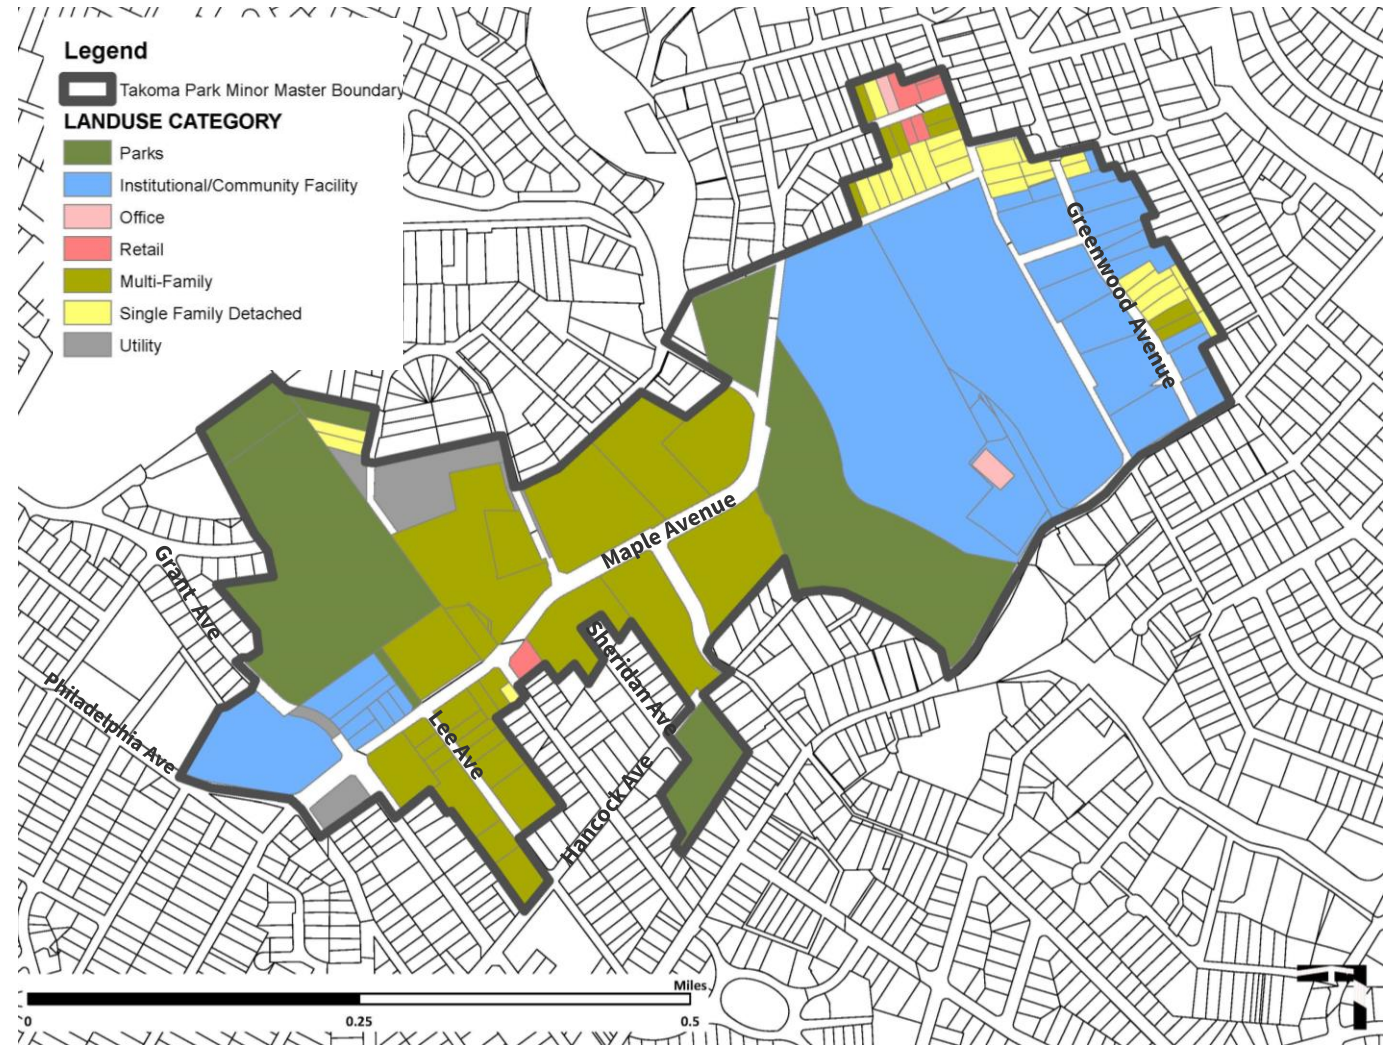 Legend
Takoma Park Minor Master Boundary
LANDUSE CATEGORY
Parks
Institutional/Community Facility
Office
Retail
Multi-Family
Single Family Detached
Utility
Greenwood Avenue
Maple Avenue
Grant Ave
Philadelphia Ave
Sheridan Ave
Lee Ave
Hancock Ave
Miles
0 0.25 0.5